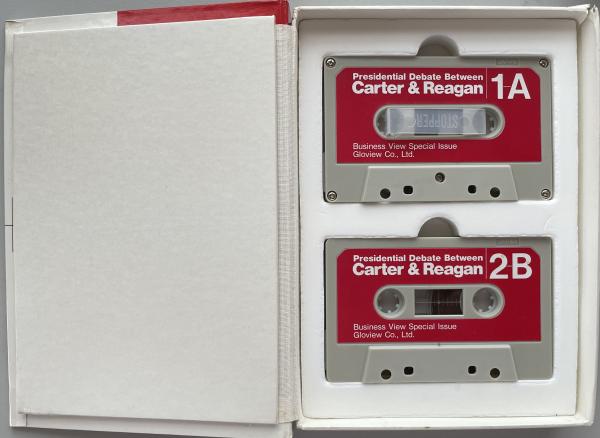 Presidential Debate Between
Carter & Reagan
1A
STOPPER
Business View Special Issue
Gloview Co., Ltd.
Presidential Debate Between
Carter & Reagan
2B
Business View Special Issue
Gloview Co., Ltd.